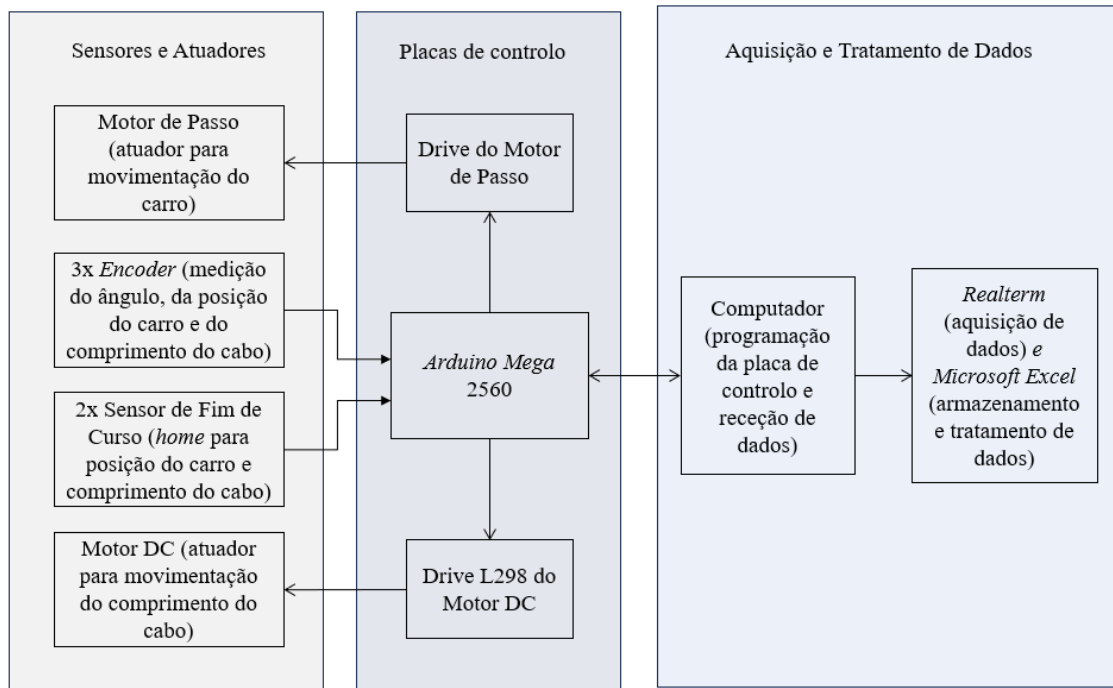 Sensores e Atuadores
Motor de Passo
(atuador para
movimentação do
carro)
3x Encoder (medição
do ângulo, da posição
do carro e do
comprimento do cabo)
2x Sensor de Fim de
Curso (home para
posição do carro e
comprimento do cabo)
Motor DC (atuador
para movimentação
do comprimento do
cabo)
Placas de controlo
Drive do Motor
de Passo
Arduino Mega
2560
Drive L298 do
Motor DC
Aquisição e Tratamento de Dados
Computador
(programação
da placa de
controlo e
receção de
dados)
Realterm
(aquisição de
dados) e
Microsoft Excel
(armazenamento
e tratamento de
dados)